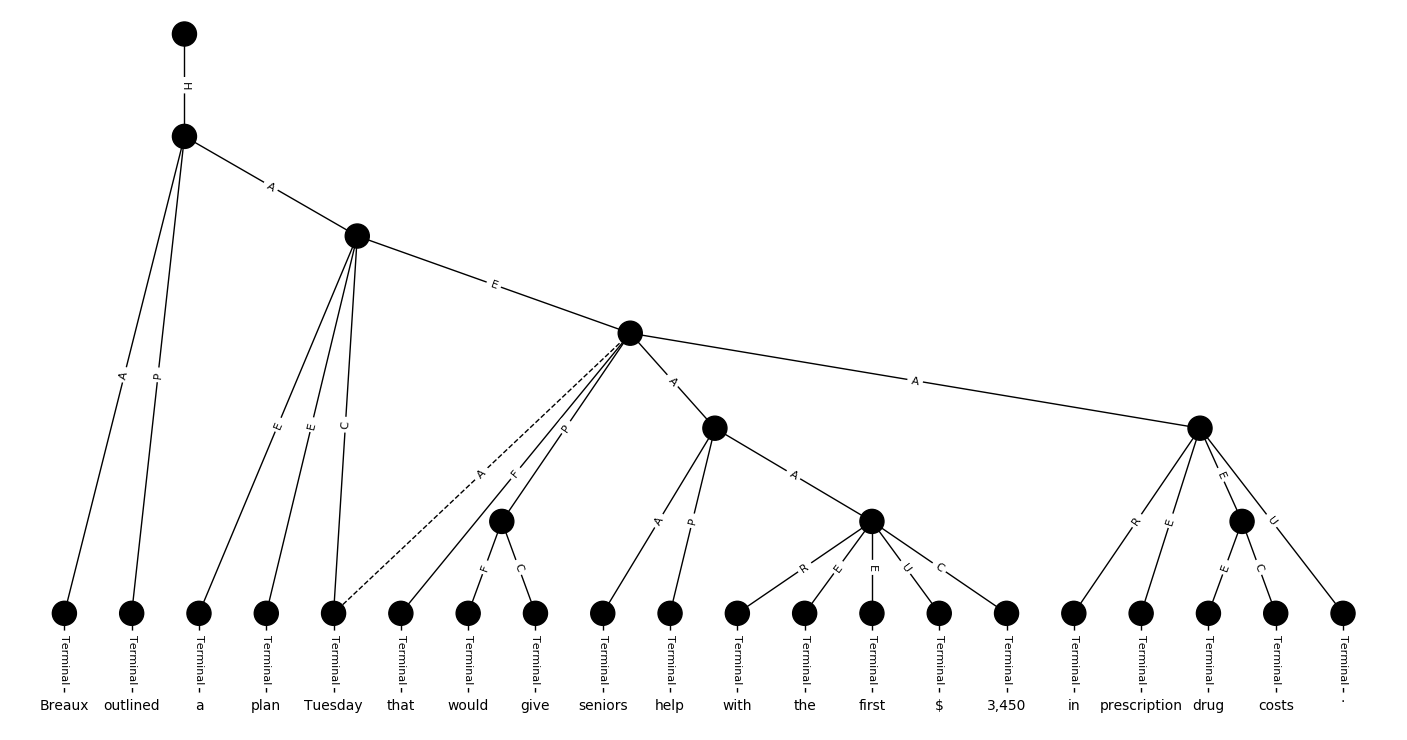 H
A
E
A
A
A
P
E
E
C
P
A
A
F
E
A
P
R
E
U
F
C
R
E
E
U
C
E
C
Terminal Terminal Terminal Terminal Terminal Terminal Terminal Terminal Terminal Terminal Terminal Terminal Terminal Terminal Terminal Terminal Terminal Terminal Terminal Terminal
Breaux outlined a plan Tuesday that would give seniors help with the first $ 3,450 in prescription drug costs .